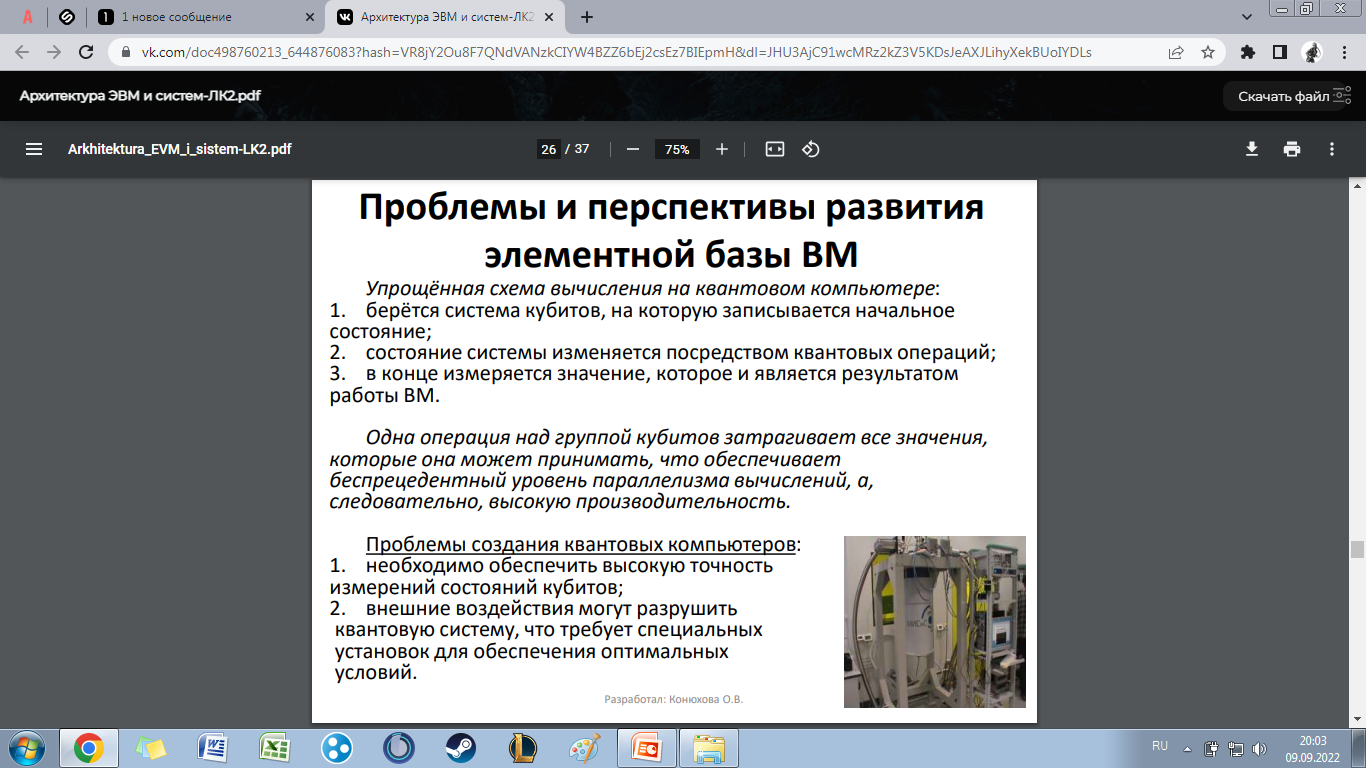 1 новое сообщение
Архитектура ЭВМ и систем-ЛК2
vk.com/doc498760213_644876083?hash=VR8jY2Ou8F7QNdVANzkCIYW4BZZ6bEj2csEz7BIEpmH&dl=JHU3AjC91wcMRz2kZ3V5KDsJeAXJLihyXekBUoIYDLs
Архитектура ЭВМ и систем-ЛК2.pdf
Скачать файл
Arkhitektura_EVM_i_sistem-LK2.pdf
26 / 37
75%
Проблемы и перспективы развития
элементной базы ВМ
Упрощённая схема вычисления на квантовом компьютере:
1. берётся система кубитов, на которую записывается начальное
состояние;
2. состояние системы изменяется посредством квантовых операций;
3. в конце измеряется значение, которое и является результатом
работы ВМ.
Одна операция над группой кубитов затрагивает все значения,
которые она может принимать, что обеспечивает
беспрецедентный уровень параллелизма вычислений, а,
следовательно, высокую производительность.
Проблемы создания квантовых компьютеров:
1. необходимо обеспечить высокую точность
измерений состояний кубитов;
2. внешние воздействия могут разрушить
квантовую систему, что требует специальных
установок для обеспечения оптимальных
условий.
Разработал: Конюхова О.В.
RU
20:03
09.09.2022